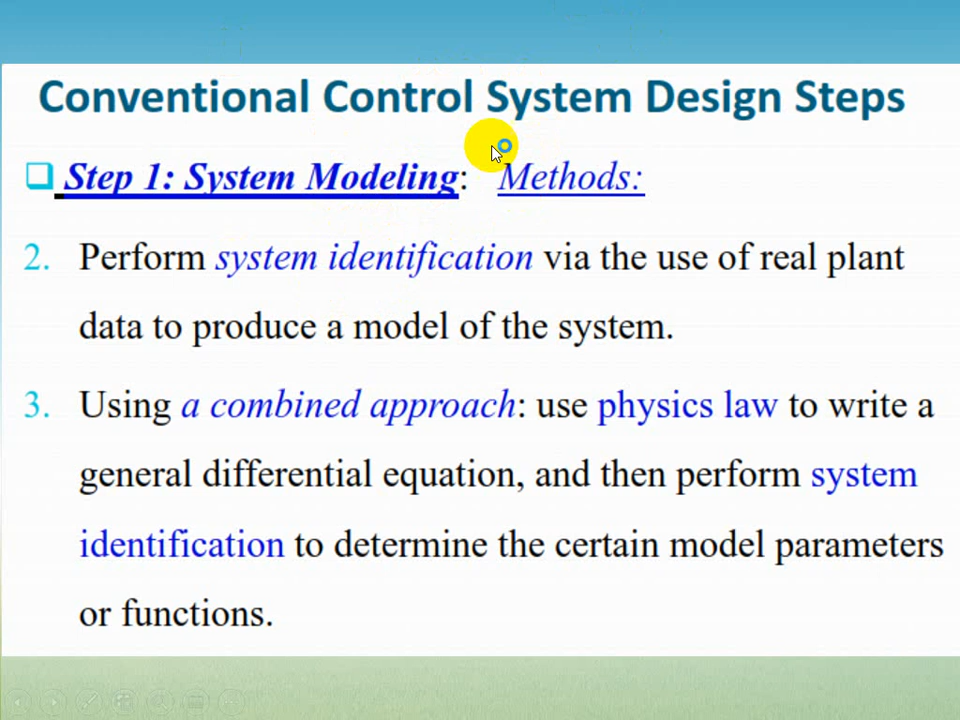 Conventional Control System Design Steps
Step 1: System Modeling: Methods:
2. Perform system identification via the use of real plant
data to produce a model of the system.
3. Using a combined approach: use physics law to write a
general differential equation, and then perform system
identification to determine the certain model parameters
or functions.